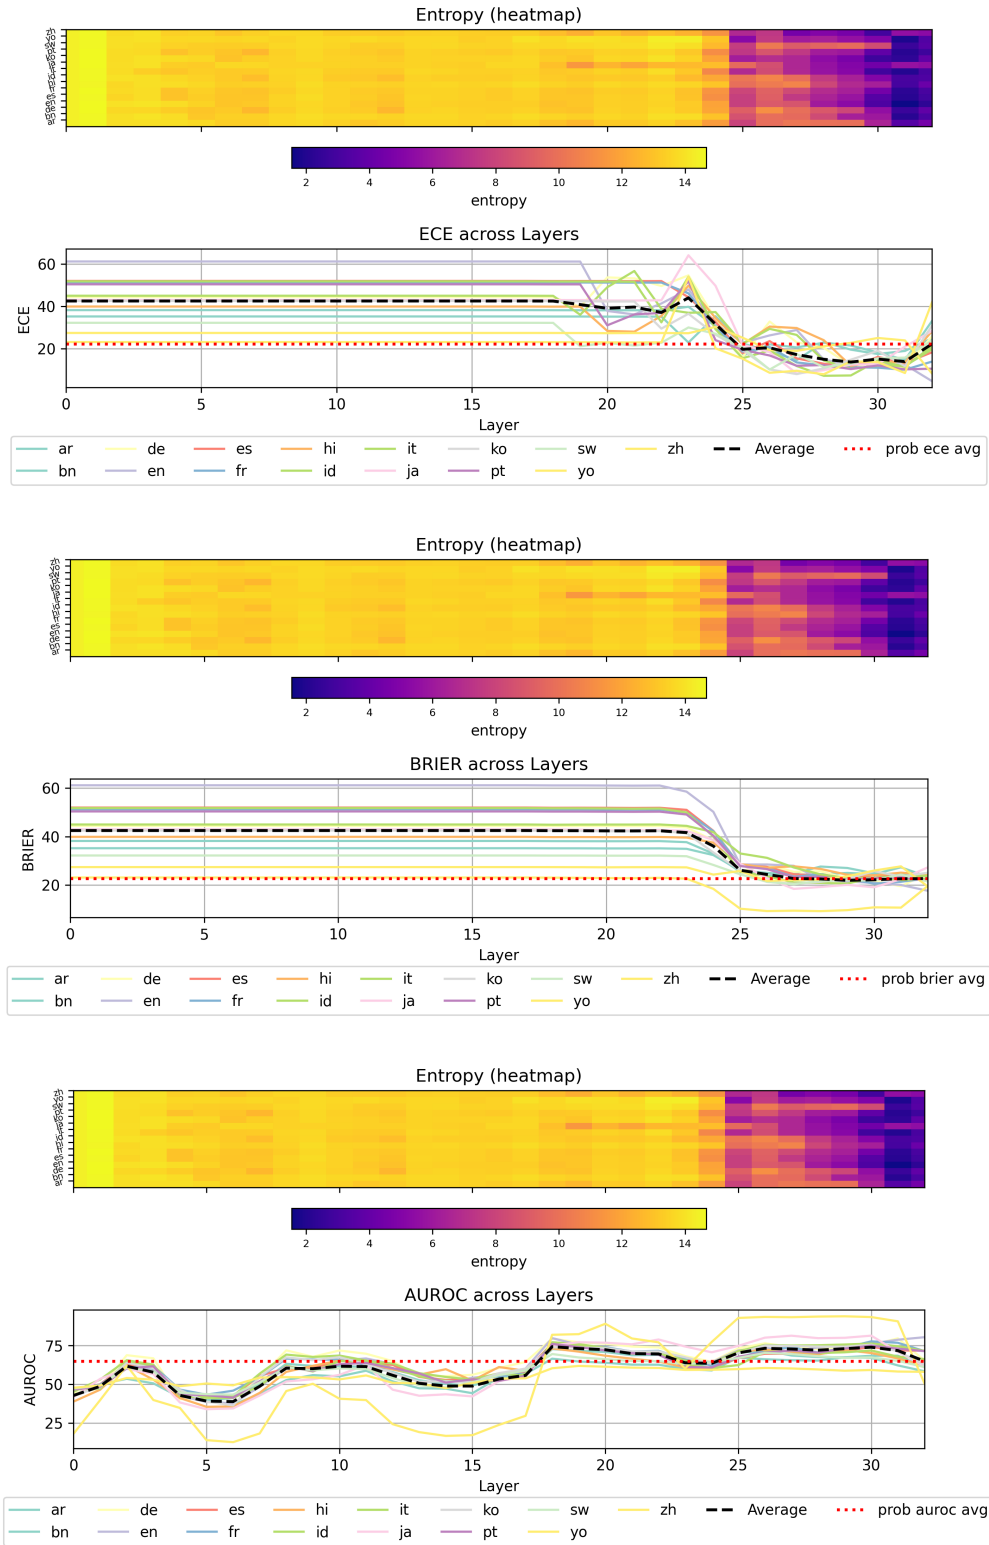 Entropy (heatmap)
2 4 6 8 10 12 14
entropy
ECE across Layers
60
40
20
ECE
0 5 10 15 20 25 30
Layer
ar de es hi it ko sw zh Average prob ece avg
bn en fr id ja pt yo
Entropy (heatmap)
2 4 6 8 10 12 14
entropy
BRIER across Layers
60
40
20
BRIER
0 5 10 15 20 25 30
Layer
ar de es hi it ko sw zh Average prob brier avg
bn en fr id ja pt yo
Entropy (heatmap)
2 4 6 8 10 12 14
entropy
AUROC across Layers
75
50
25
AUROC
0 5 10 15 20 25 30
Layer
ar de es hi it ko sw zh Average prob auroc avg
bn en fr id ja pt yo